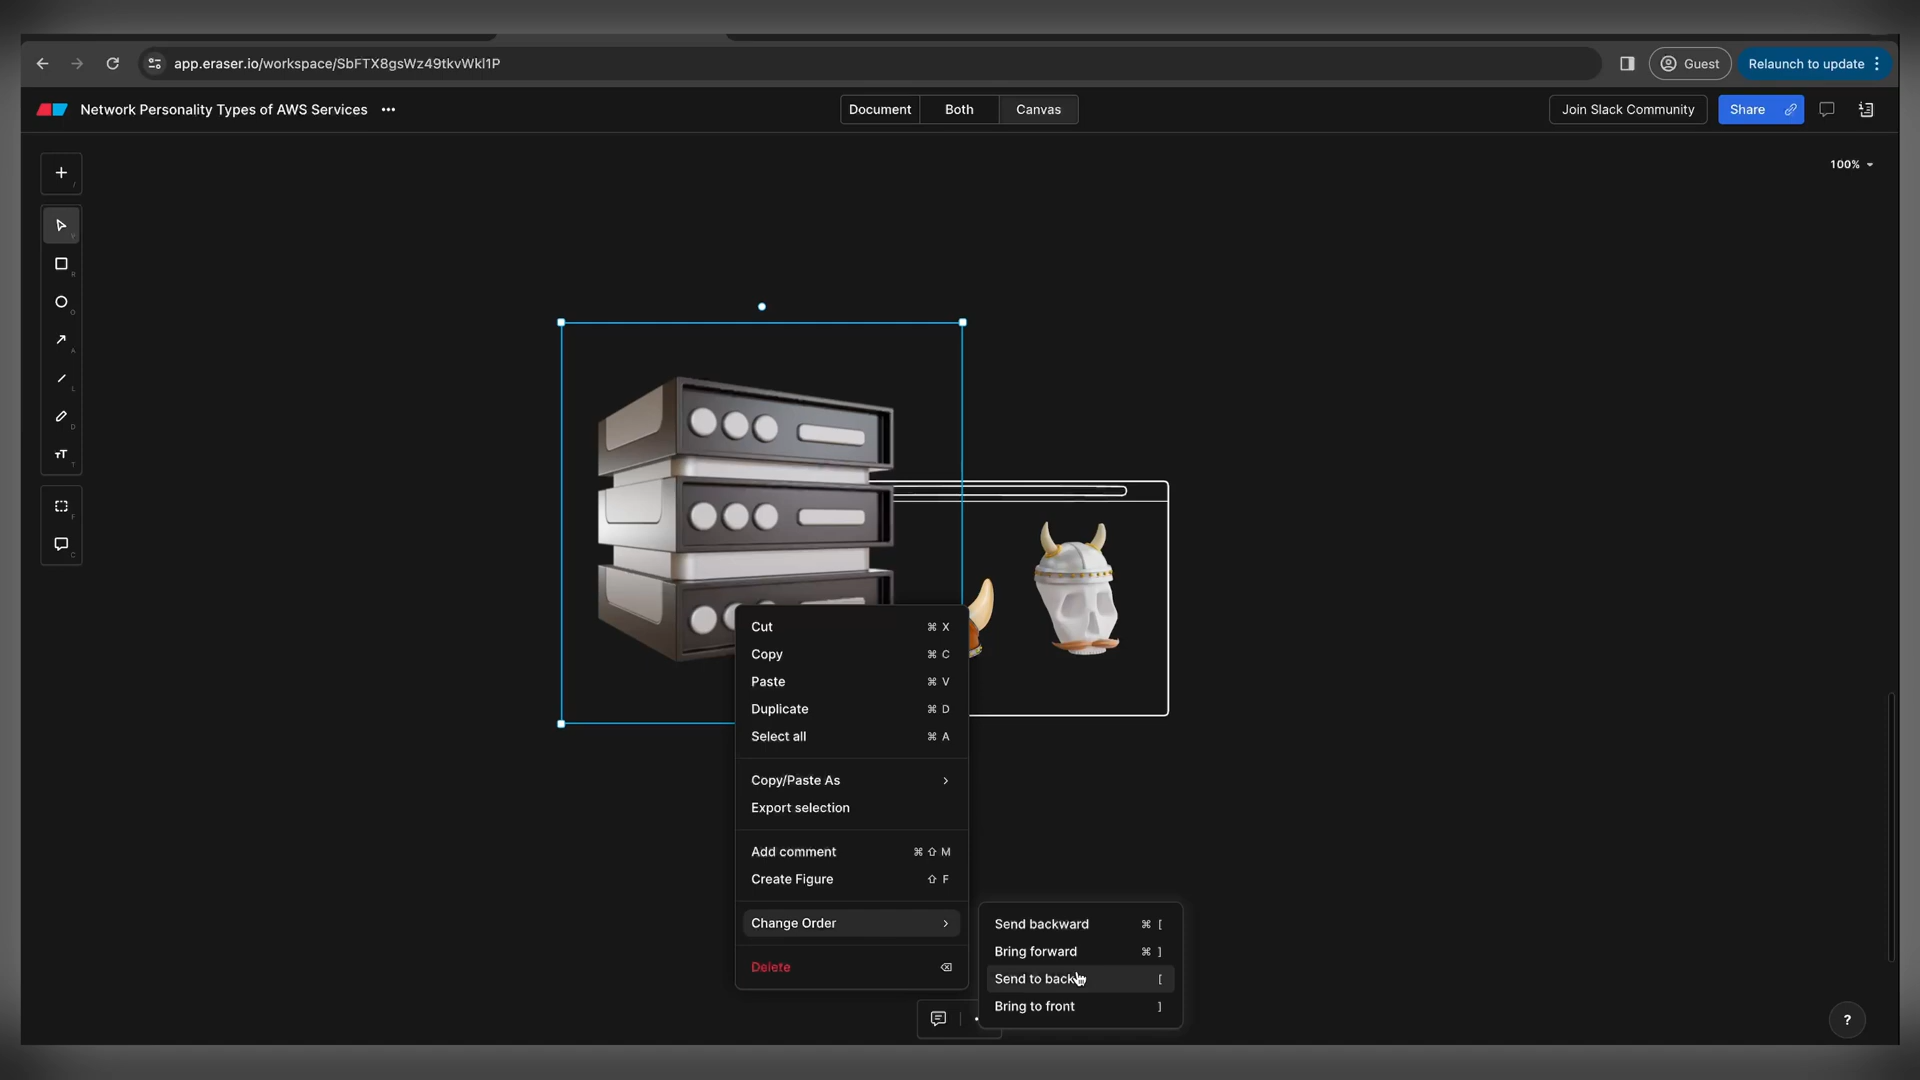 app.eraser.io/workspace/SbFTX8gsWz49tkvWkl1P
Guest
Relaunch to update
Network Personality Types of AWS Services
Document
Both
Canvas
Join Slack Community
Share
100%
+
/
V
R
O
A
L
D
TT
T
F
C
Cut ⌘ X
Copy ⌘ C
Paste ⌘ V
Duplicate ⌘ D
Select all ⌘ A
Copy/Paste As
Export selection
Add comment ⌘ ⇧ M
Create Figure ⇧ F
Change Order
Delete
Send backward ⌘ [
Bring forward ⌘ ]
Send to back [
Bring to front ]
?